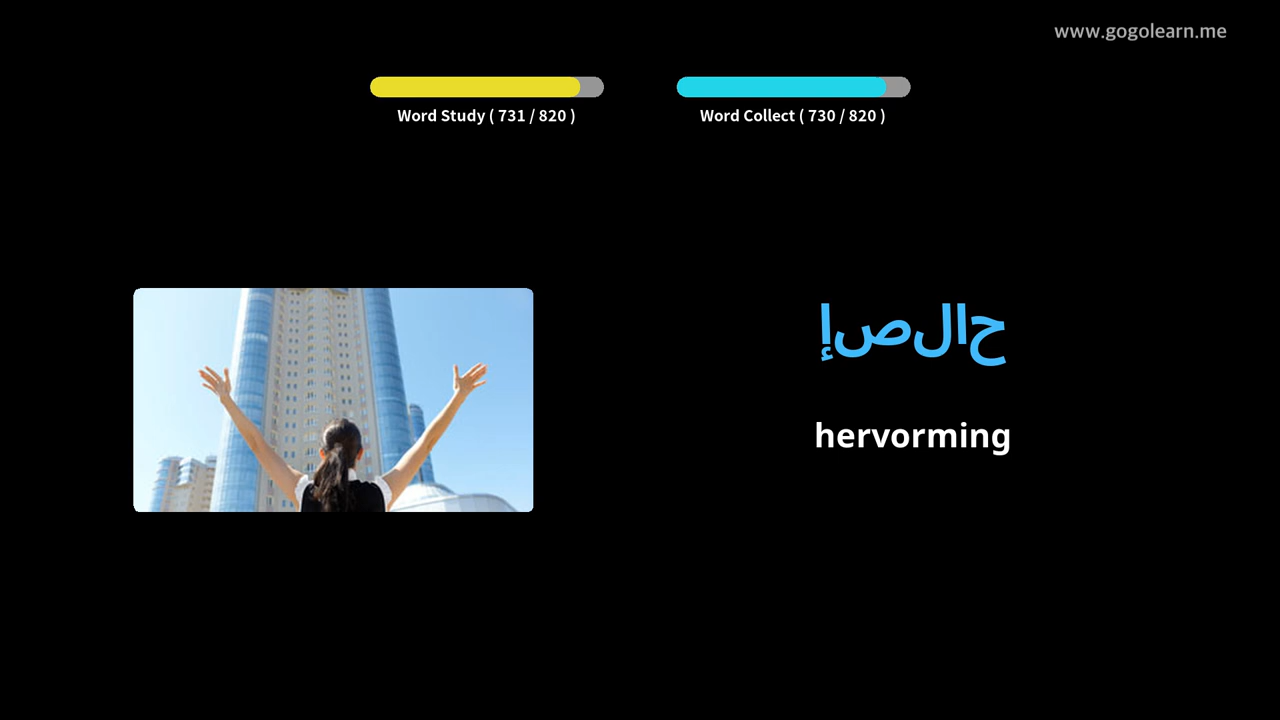 www.gogolearn.me
Word Study ( 731 / 820 )
Word Collect ( 730 / 820 )
إصلاح
hervorming